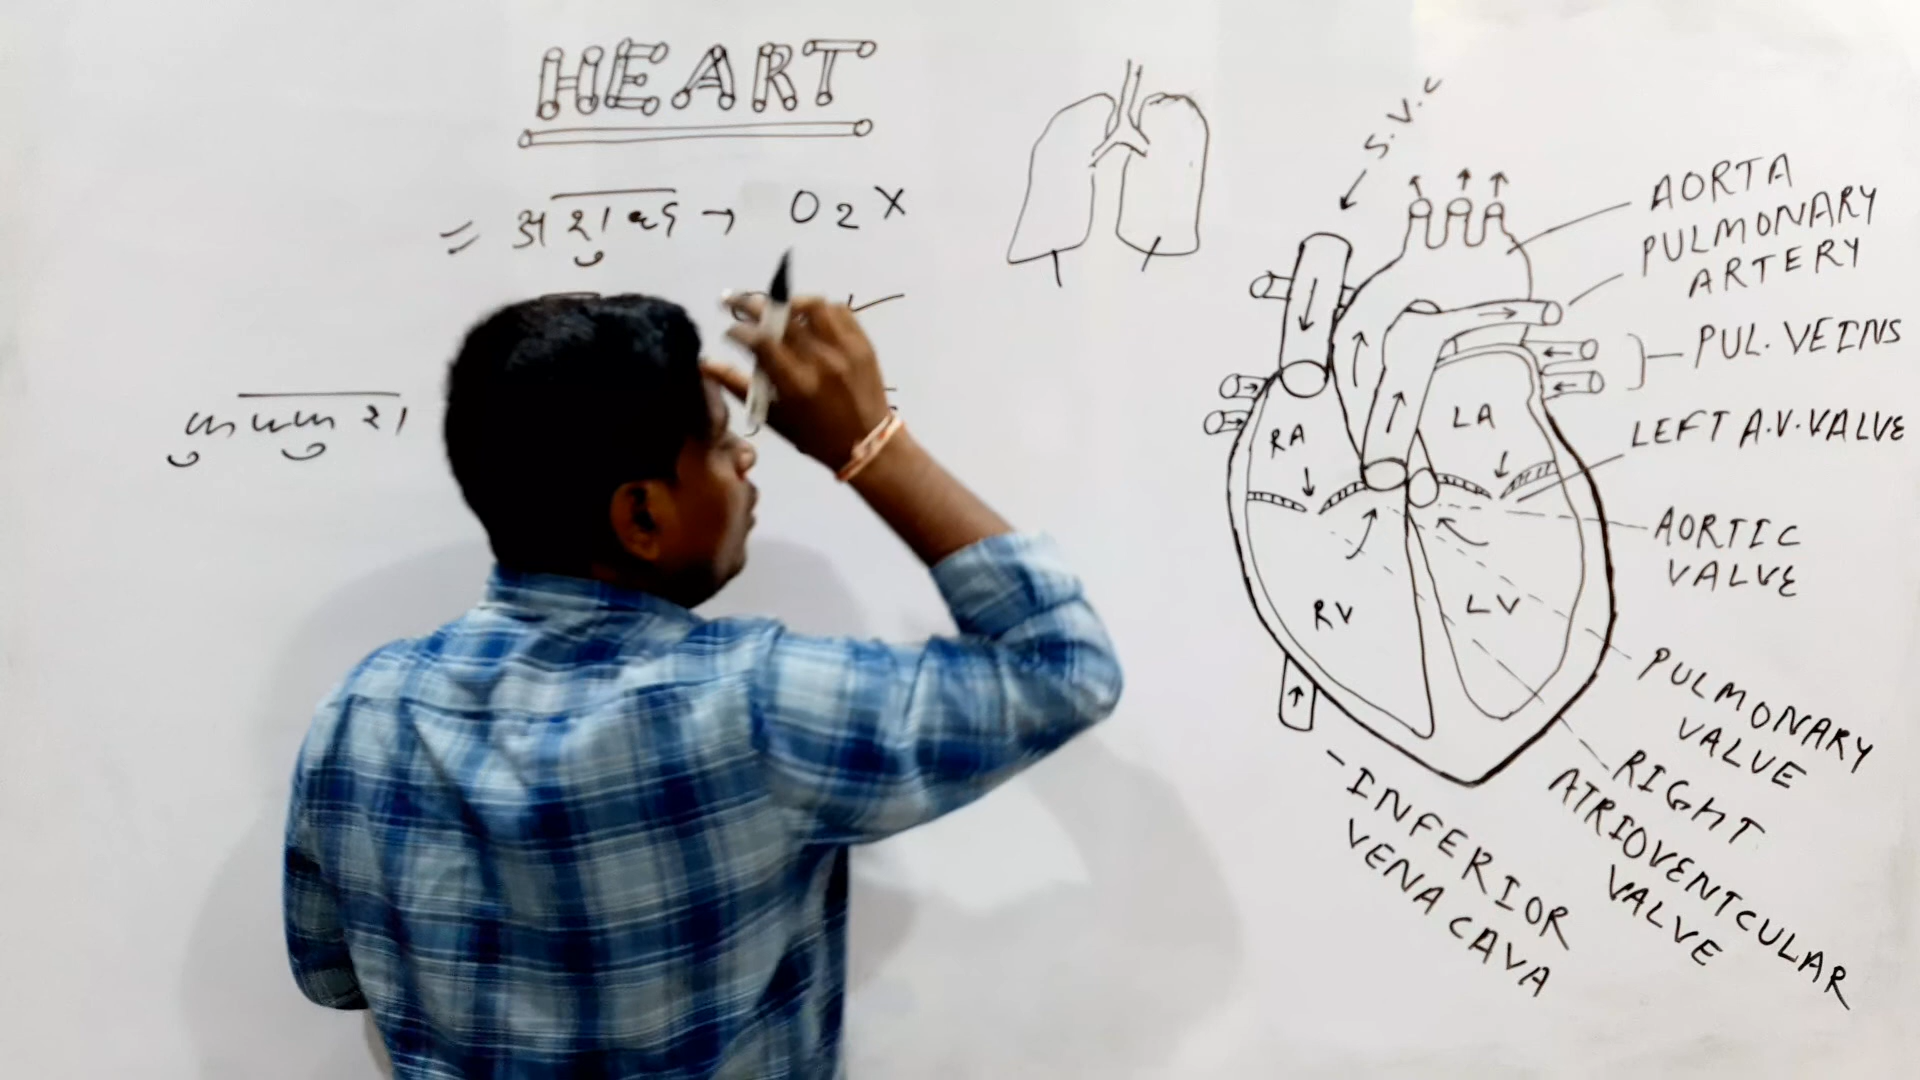 HEART
= अशुद्ध → O2 X
फुफ्फुस
S.V.C
AORTA
PULMONARY
ARTERY
PUL. VEINS
LEFT A.V. VALVE
RA
LA
AORTIC
VALVE
RV
LV
PULMONARY
VALVE
RIGHT
ATRIOVENTCULAR
VALVE
-INFERIOR
VENA CAVA